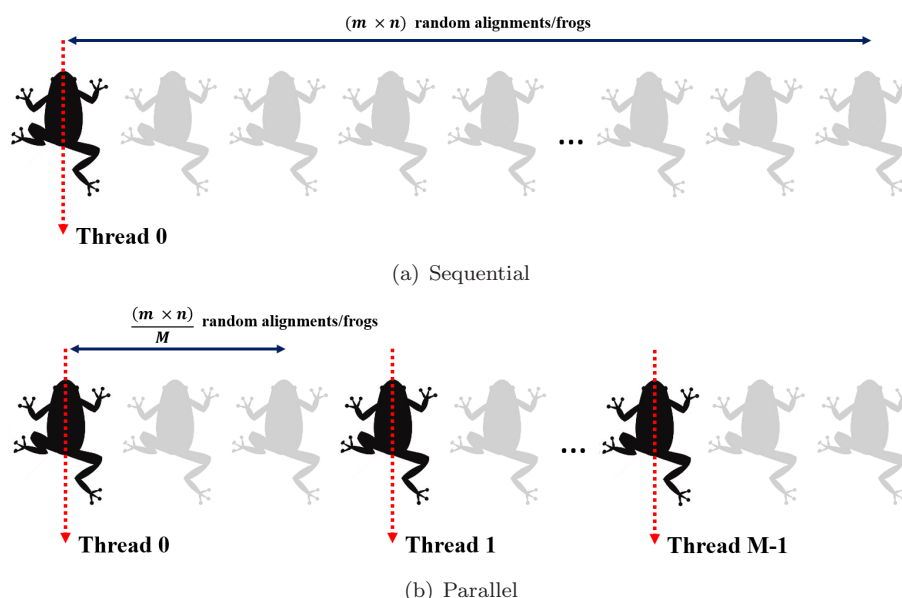 (m × n) random alignments/frogs
...
Thread 0
(a) Sequential
(m × n)
M
random alignments/frogs
...
Thread 0
Thread 1
Thread M-1
(b) Parallel